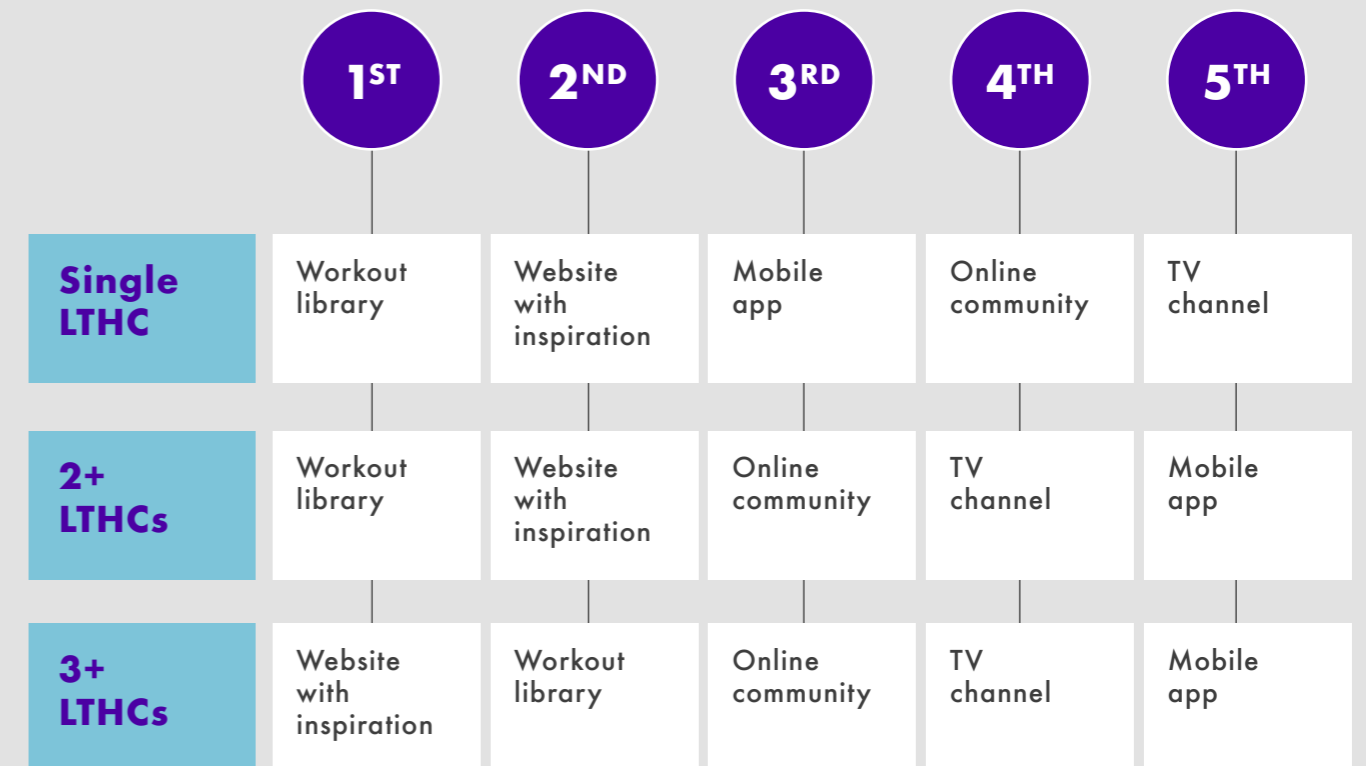 1ST 2ND 3RD 4TH 5TH
Single
LTHC
Workout
library
Website
with
inspiration
Mobile
app
Online
community
TV
channel
2+
LTHCs
Workout
library
Website
with
inspiration
Online
community
TV
channel
Mobile
app
3+
LTHCs
Website
with
inspiration
Workout
library
Online
community
TV
channel
Mobile
app